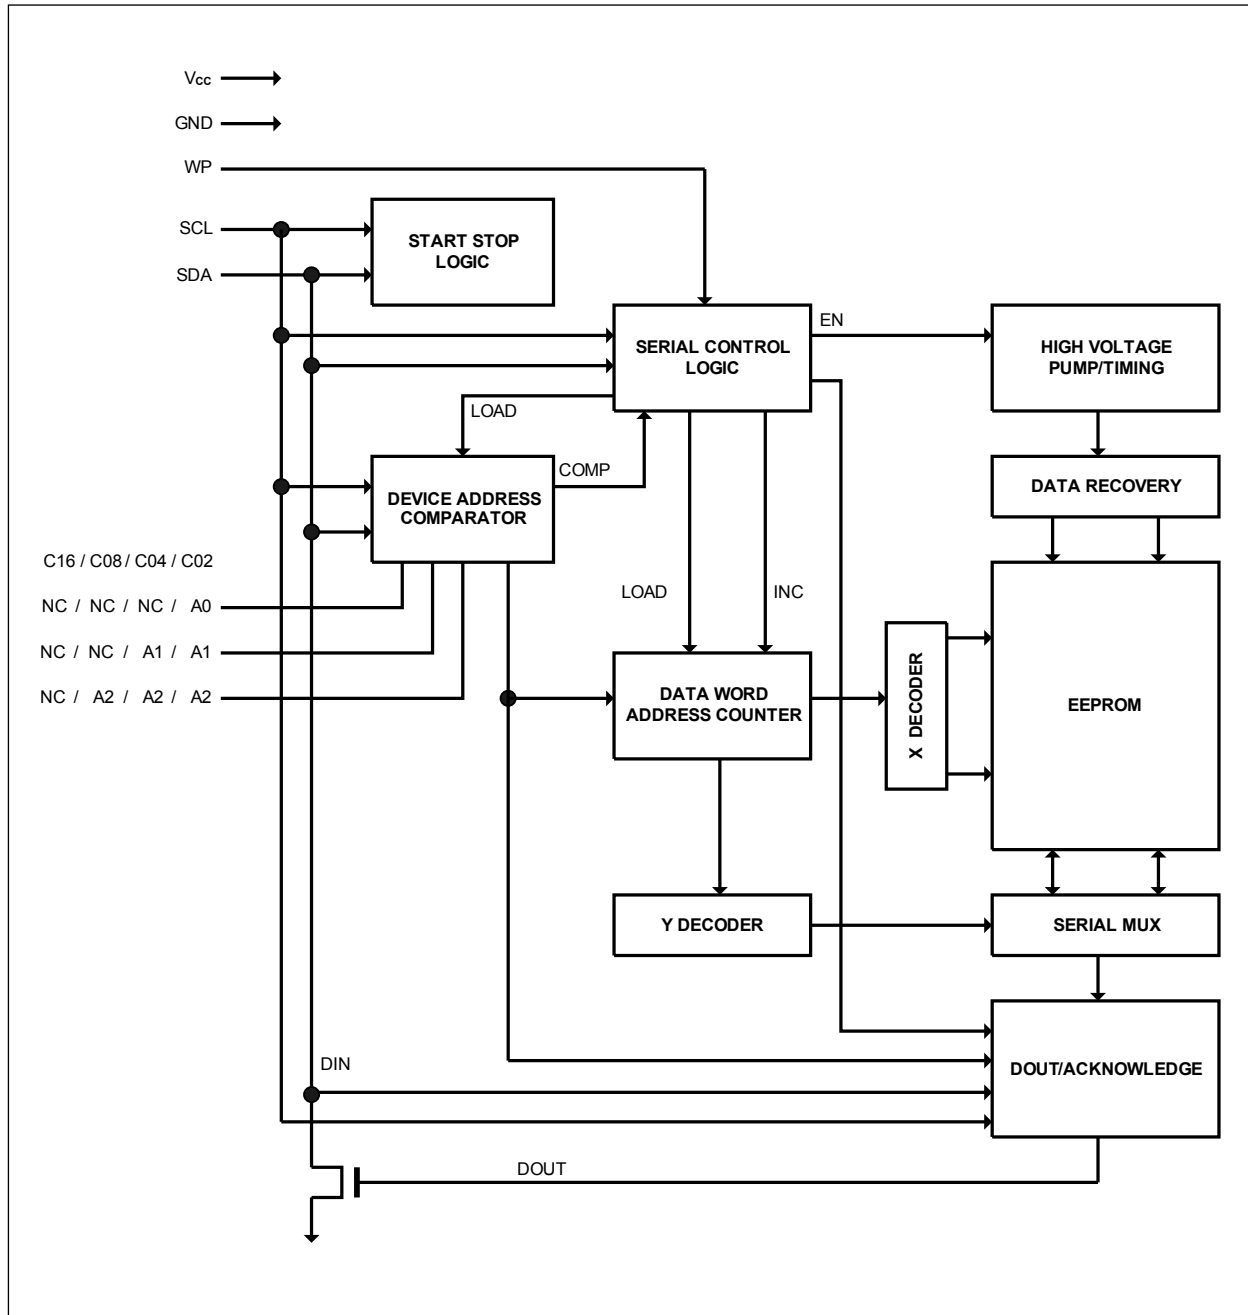 Vcc
GND
WP
SCL
SDA
START STOP
LOGIC
SERIAL CONTROL
LOGIC
EN
HIGH VOLTAGE
PUMP/TIMING
LOAD
COMP
DEVICE ADDRESS
COMPARATOR
DATA RECOVERY
C16 / C08 / C04 / C02
NC / NC / NC / A0
NC / NC / A1 / A1
NC / A2 / A2 / A2
LOAD
INC
DATA WORD
ADDRESS COUNTER
X DECODER
EEPROM
Y DECODER
SERIAL MUX
DIN
DOUT/ACKNOWLEDGE
DOUT